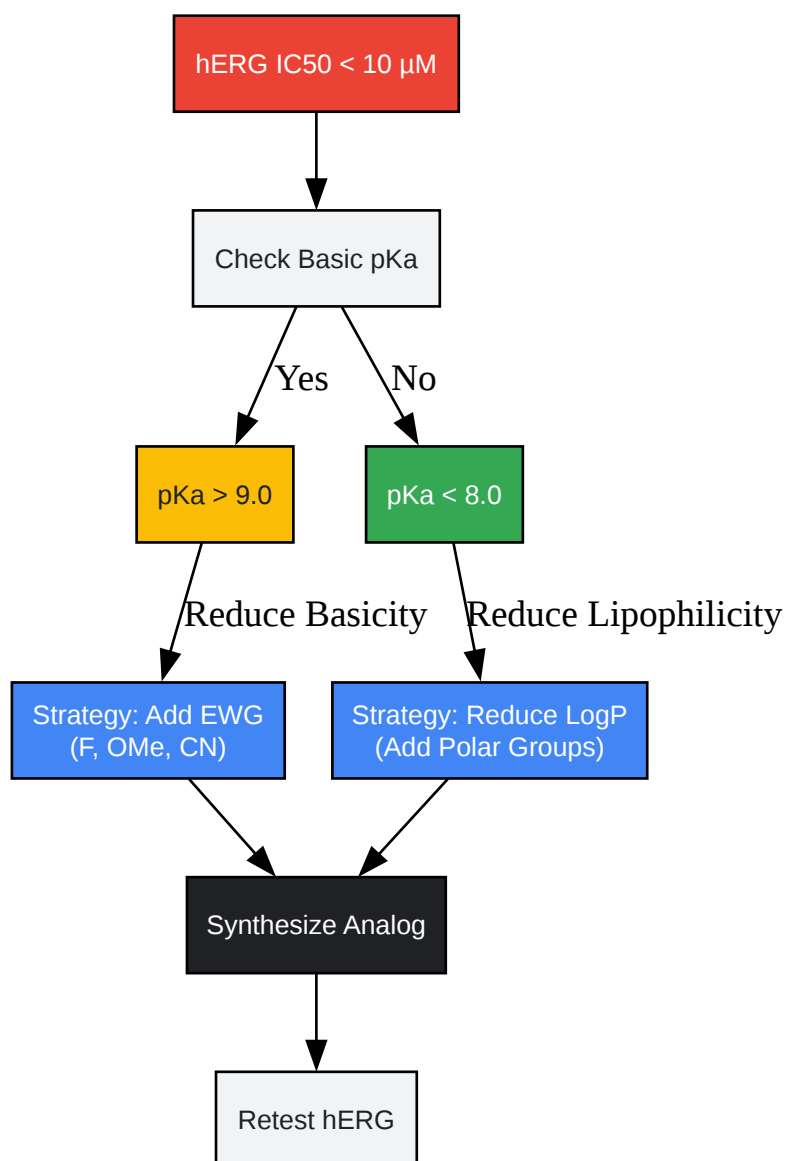 hERG IC50 < 10 µM
Check Basic pKa
Yes
No
pKa > 9.0
pKa < 8.0
Reduce Basicity
Reduce Lipophilicity
Strategy: Add EWG
(F, OMe, CN)
Strategy: Reduce LogP
(Add Polar Groups)
Synthesize Analog
Retest hERG